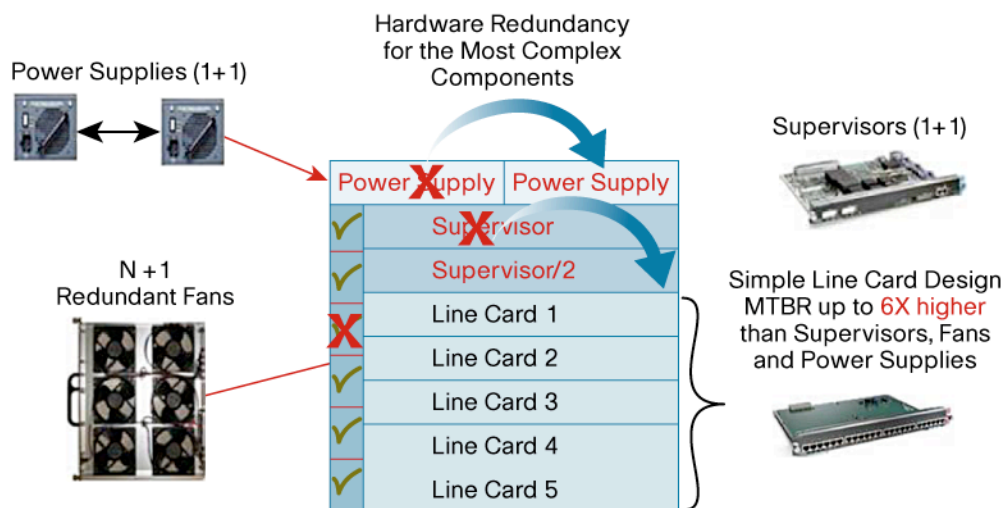 Hardware Redundancy
for the Most Complex
Components
Power Supplies (1+1)
Supervisors (1+1)
Power Supply
Power Supply
Supervisor
Supervisor/2
N+1
Redundant Fans
Line Card 1
Line Card 2
Line Card 3
Line Card 4
Line Card 5
Simple Line Card Design
MTBR up to 6X higher
than Supervisors, Fans
and Power Supplies